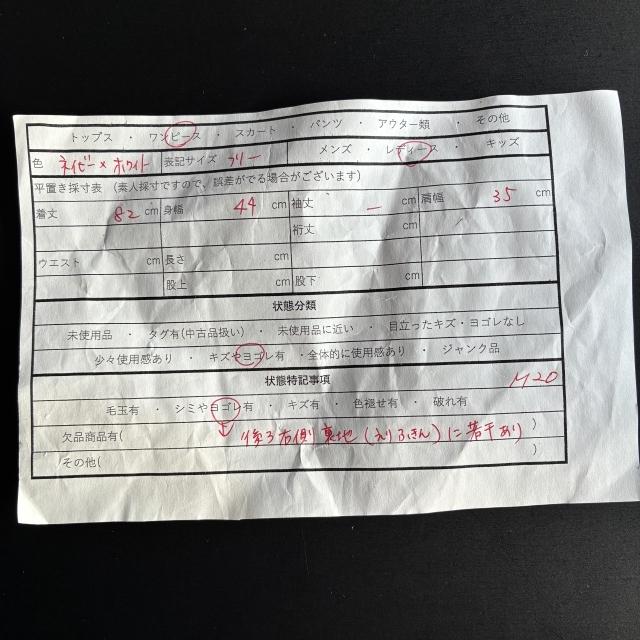 トップス ・ ワンピース ・ スカート ・ パンツ ・ アウター類 ・ その他
色 ネイビー×ホワイト 表記サイズ フリー メンズ ・ レディース ・ キッズ
平置き採寸表 (素人採寸ですので、誤差がでる場合がございます)
着丈 82 cm 身幅 44 cm 袖丈 — cm 肩幅 35 cm
裄丈 cm
ウエスト cm 長さ cm
股上 cm 股下 cm
状態分類
未使用品 ・ タグ有(中古品扱い) ・ 未使用品に近い ・ 目立ったキズ・ヨゴレなし
少々使用感あり ・ キズやヨゴレ有 ・ 全体的に使用感あり ・ ジャンク品
状態特記事項 M20
毛玉有 ・ シミやヨゴレ有 ・ キズ有 ・ 色褪せ有 ・ 破れ有
欠品商品有( )
後ろ右側裏地(えりふきん)に若干あり
その他( )